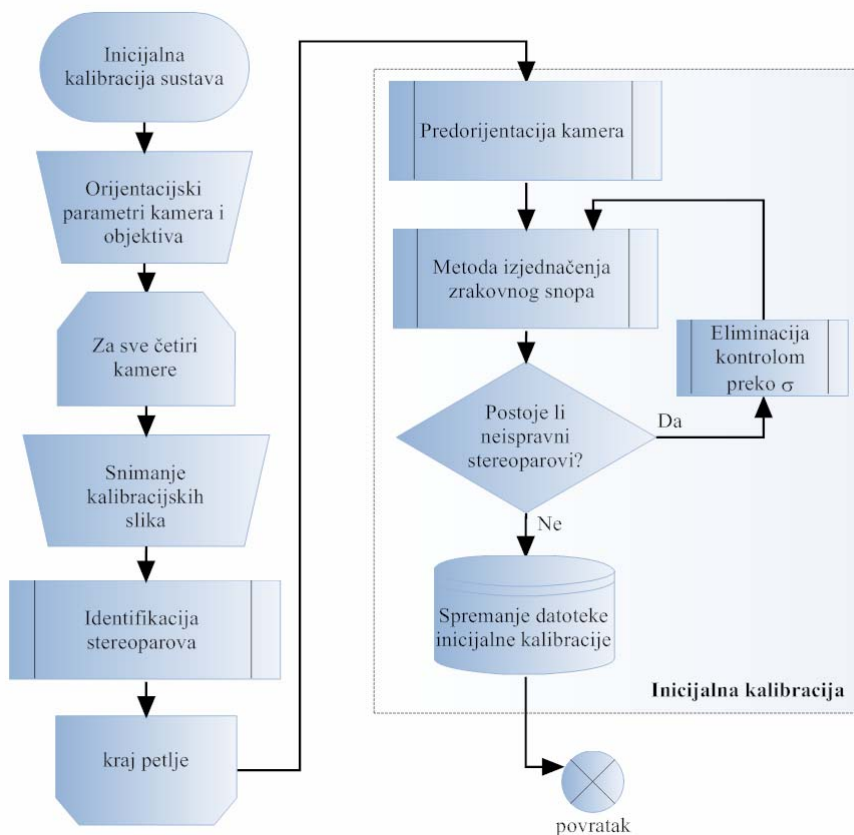 Inicijalna
kalibracija sustava
Orijentacijski
parametri kamera i
objektiva
Za sve četiri
kamere
Snimanje
kalibracijskih
slika
Identifikacija
stereoparova
kraj petlje
Predorijentacija kamera
Metoda izjednačenja
zrakovnog snopa
Postoje li
neispravni
stereoparovi?
Da
Eliminacija
kontrolom
preko σ
Ne
Spremanje datoteke
inicijalne kalibracije
Inicijalna kalibracija
povratak